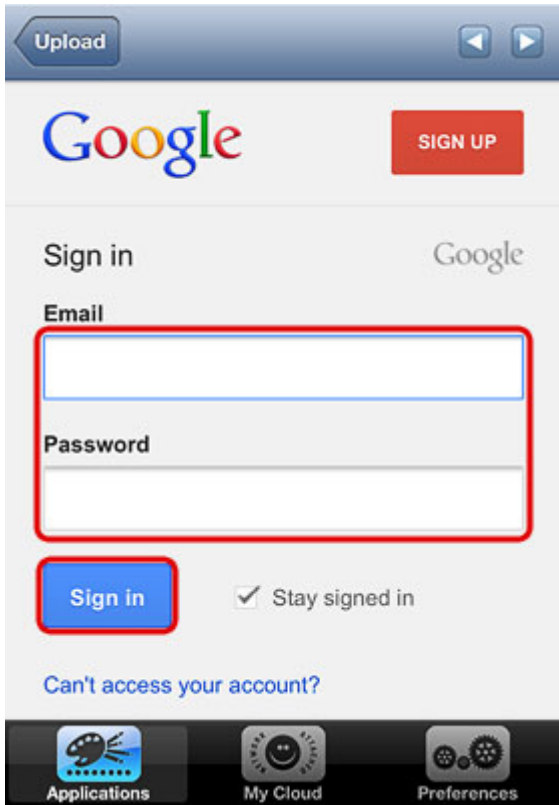 Upload
Google
SIGN UP
Sign in
Google
Email
Password
Sign in
Stay signed in
Can't access your account?
Applications
My Cloud
Preferences